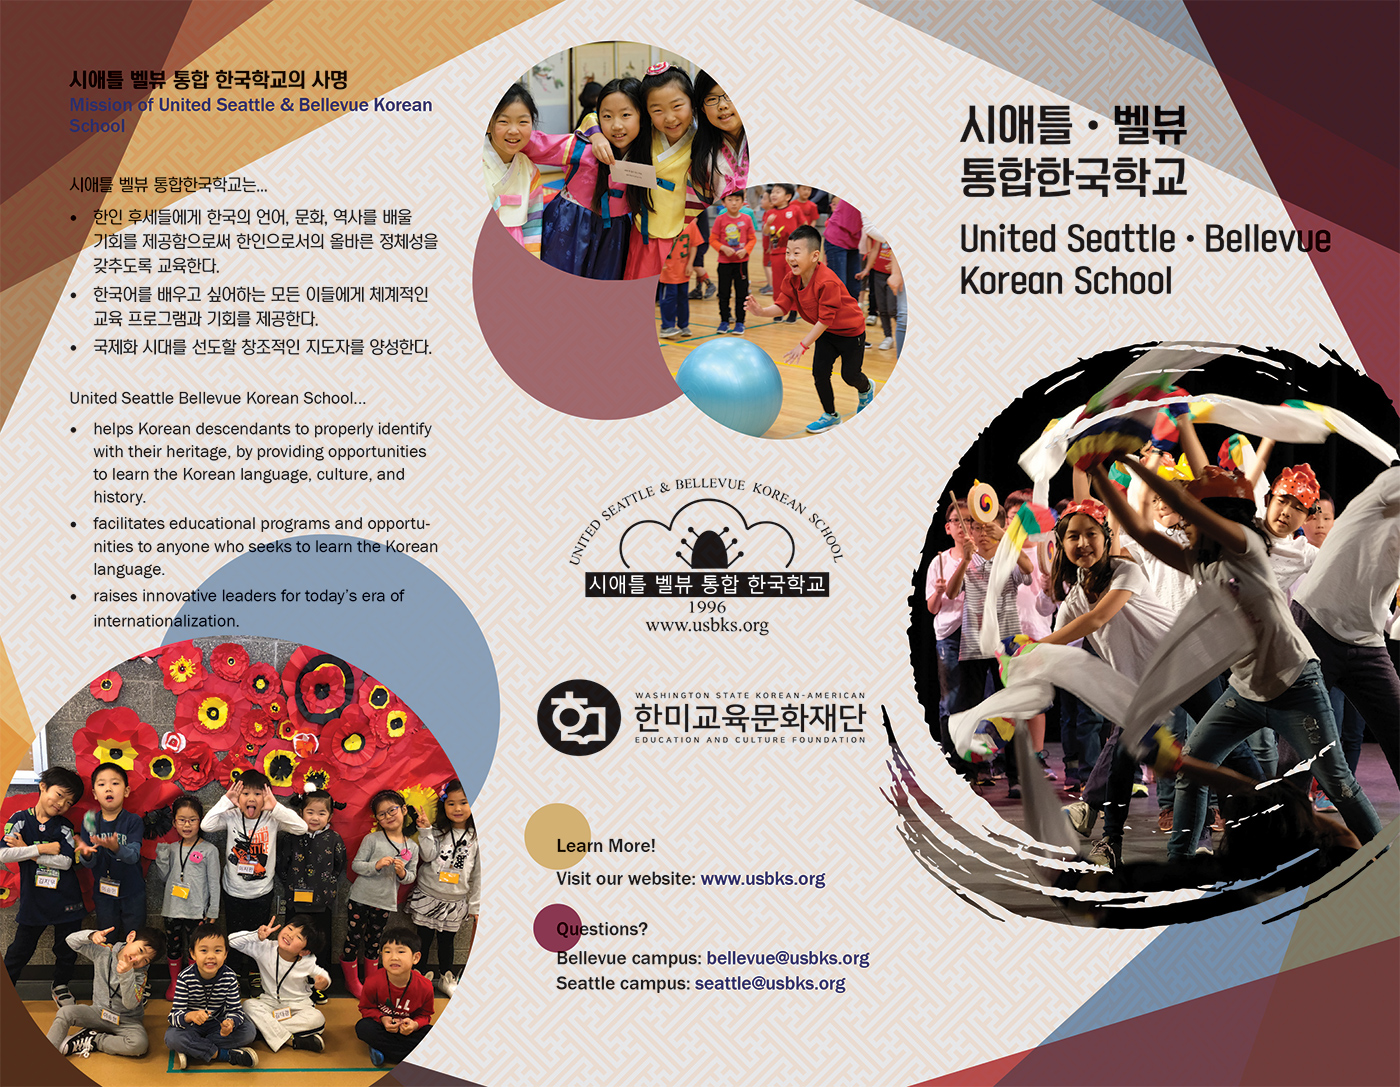 시애틀 벨뷰 통합 한국학교의 사명
Mission of United Seattle & Bellevue Korean
School
시애틀 벨뷰 통합한국학교는...
• 한인 후세들에게 한국의 언어, 문화, 역사를 배울
기회를 제공함으로써 한인으로서의 올바른 정체성을
갖추도록 교육한다.
• 한국어를 배우고 싶어하는 모든 이들에게 체계적인
교육 프로그램과 기회를 제공한다.
• 국제화 시대를 선도할 창조적인 지도자를 양성한다.
United Seattle Bellevue Korean School...
• helps Korean descendants to properly identify
with their heritage, by providing opportunities
to learn the Korean language, culture, and
history.
• facilitates educational programs and opportu-
nities to anyone who seeks to learn the Korean
language.
• raises innovative leaders for today's era of
internationalization.
UNITED SEATTLE & BELLEVUE KOREAN SCHOOL
시애틀 벨뷰 통합 한국학교
1996
www.usbks.org
WASHINGTON STATE KOREAN-AMERICAN
한미교육문화재단
EDUCATION AND CULTURE FOUNDATION
Learn More!
Visit our website: www.usbks.org
Questions?
Bellevue campus: bellevue@usbks.org
Seattle campus: seattle@usbks.org
시애틀 • 벨뷰
통합한국학교
United Seattle • Bellevue
Korean School